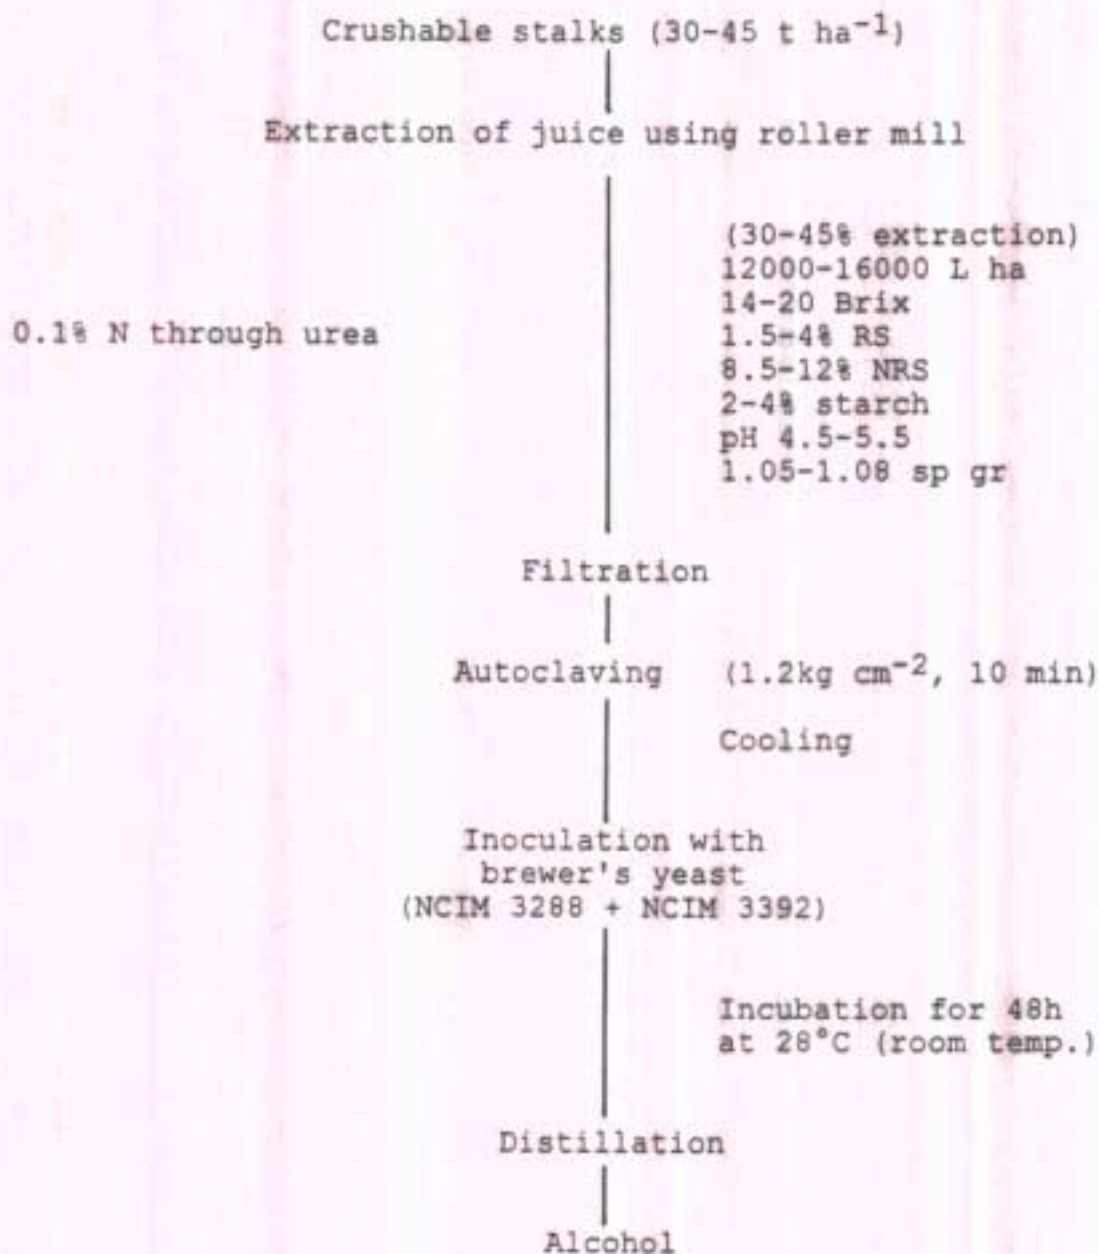 Crushable stalks (30-45 t ha⁻¹)
Extraction of juice using roller mill
(30-45% extraction)
12000-16000 L ha
14-20 Brix
0.1% N through urea
1.5-4% RS
8.5-12% NRS
2-4% starch
pH 4.5-5.5
1.05-1.08 sp gr
Filtration
Autoclaving (1.2kg cm⁻², 10 min)
Cooling
Inoculation with
brewer's yeast
(NCIM 3288 + NCIM 3392)
Incubation for 48h
at 28°C (room temp.)
Distillation
Alcohol